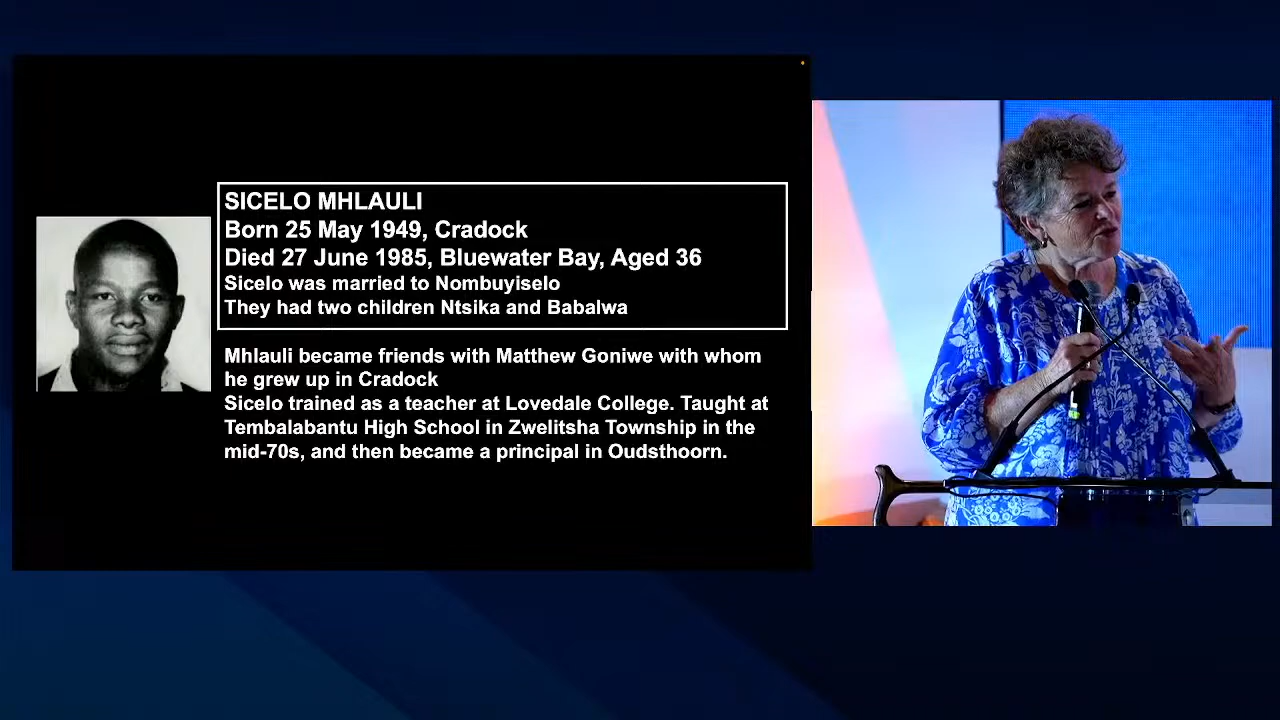 SICELO MHLAULI
Born 25 May 1949, Cradock
Died 27 June 1985, Bluewater Bay, Aged 36
Sicelo was married to Nombuyiselo
They had two children Ntsika and Babalwa
Mhlauli became friends with Matthew Goniwe with whom
he grew up in Cradock
Sicelo trained as a teacher at Lovedale College. Taught at
Tembalabantu High School in Zwelitsha Township in the
mid-70s, and then became a principal in Oudsthoorn.